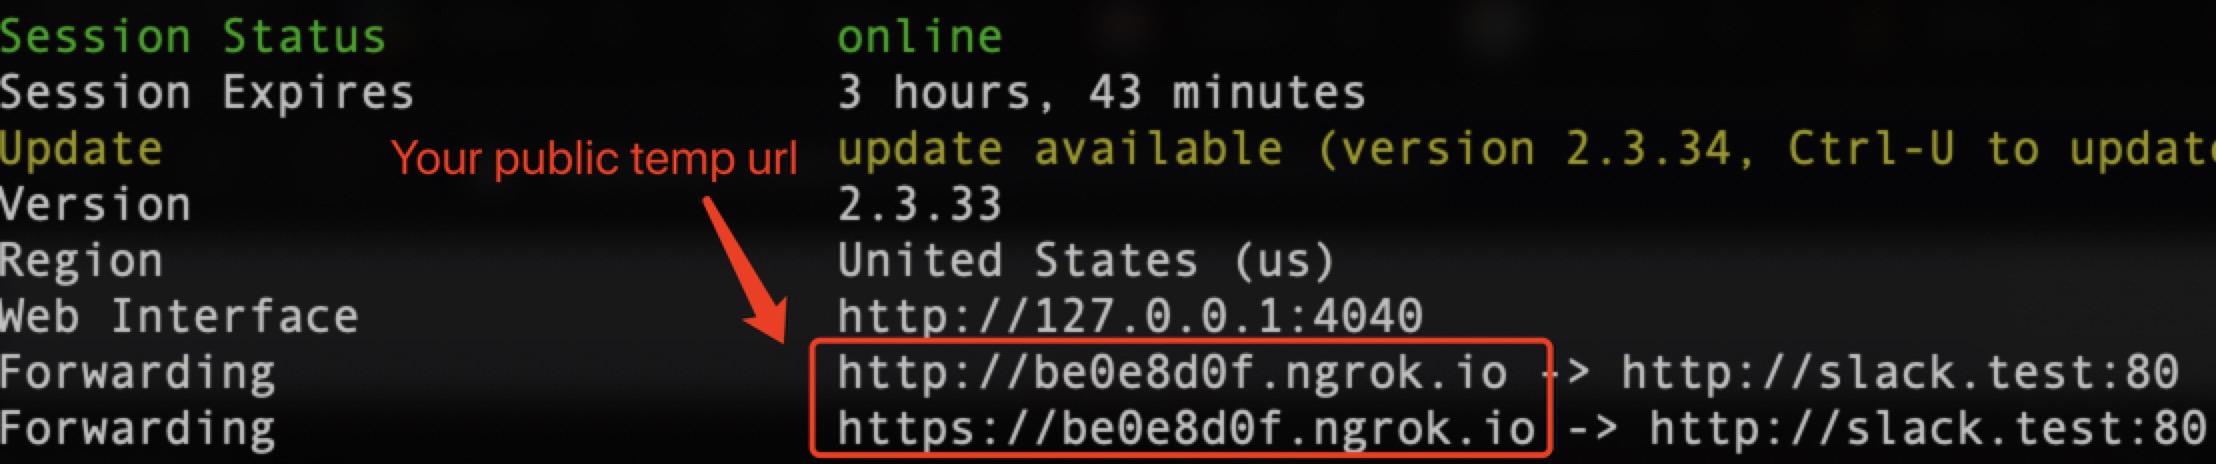 Session Status online
Session Expires 3 hours, 43 minutes
Update update available (version 2.3.34, Ctrl-U to update
Your public temp url
Version 2.3.33
Region United States (us)
Web Interface http://127.0.0.1:4040
Forwarding http://be0e8d0f.ngrok.io -> http://slack.test:80
Forwarding https://be0e8d0f.ngrok.io -> http://slack.test:80